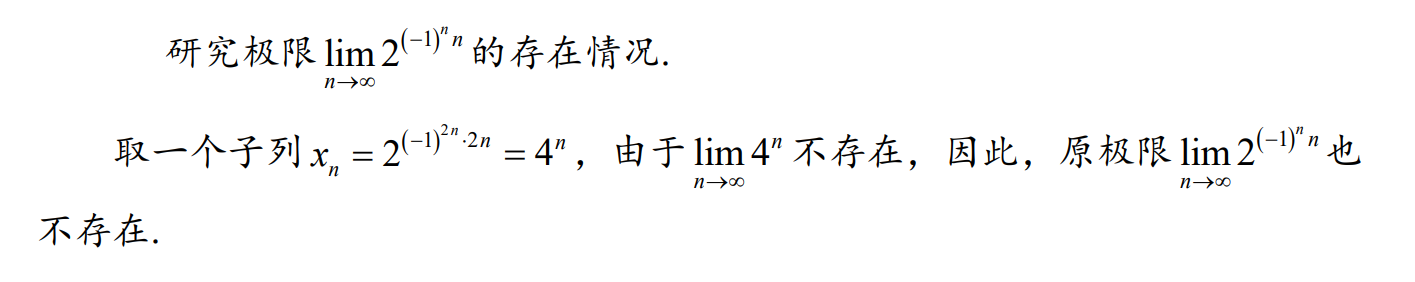 研究极限 $\lim_{n \to \infty} 2^{(-1)^n n}$ 的存在情况.
取一个子列 $x_n = 2^{(-1)^{2n} \cdot 2n} = 4^n$，由于 $\lim_{n \to \infty} 4^n$ 不存在，因此，原极限 $\lim_{n \to \infty} 2^{(-1)^n n}$ 也
不存在.